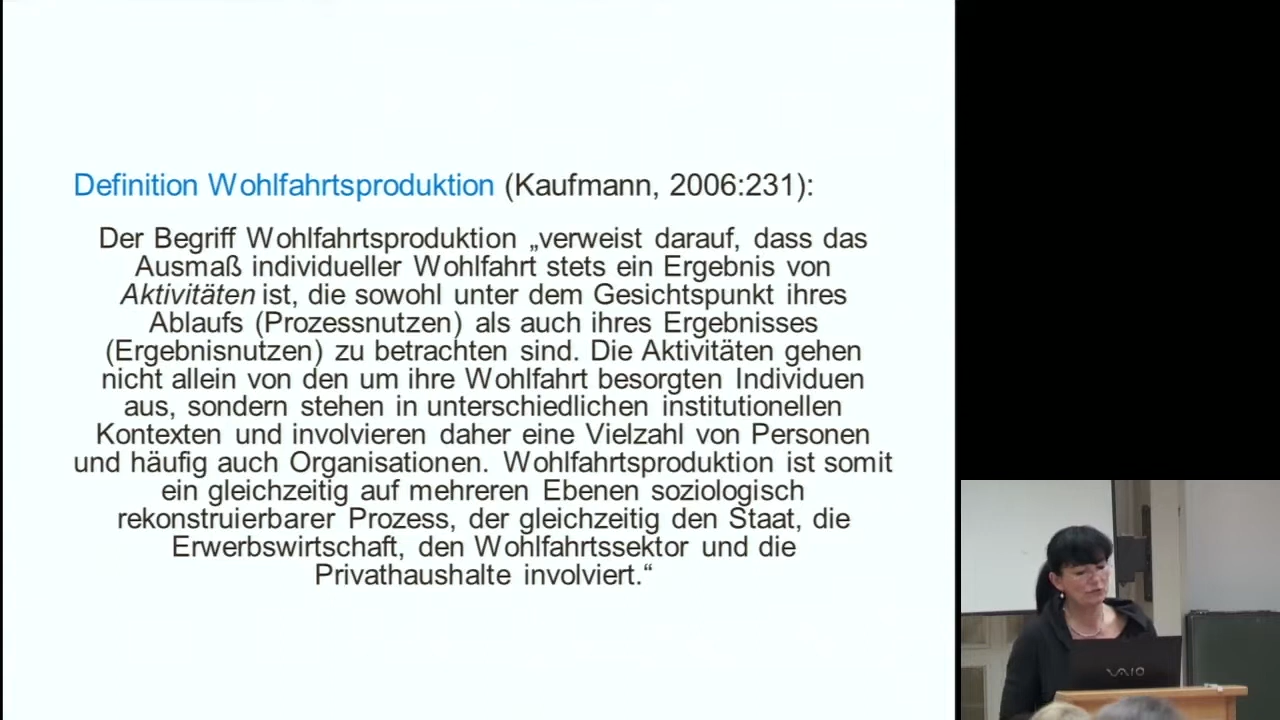 Definition Wohlfahrtsproduktion (Kaufmann, 2006:231):
Der Begriff Wohlfahrtsproduktion „verweist darauf, dass das
Ausmaß individueller Wohlfahrt stets ein Ergebnis von
Aktivitäten ist, die sowohl unter dem Gesichtspunkt ihres
Ablaufs (Prozessnutzen) als auch ihres Ergebnisses
(Ergebnisnutzen) zu betrachten sind. Die Aktivitäten gehen
nicht allein von den um ihre Wohlfahrt besorgten Individuen
aus, sondern stehen in unterschiedlichen institutionellen
Kontexten und involvieren daher eine Vielzahl von Personen
und häufig auch Organisationen. Wohlfahrtsproduktion ist somit
ein gleichzeitig auf mehreren Ebenen soziologisch
rekonstruierbarer Prozess, der gleichzeitig den Staat, die
Erwerbswirtschaft, den Wohlfahrtssektor und die
Privathaushalte involviert.“
VAIO